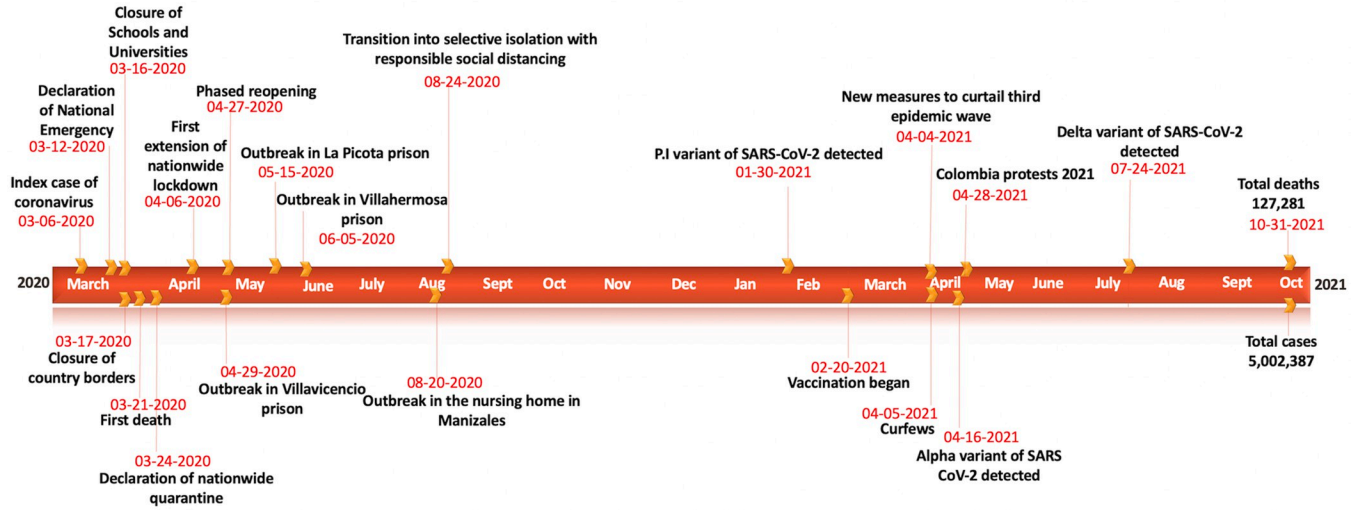 Closure of
Schools and
Universities
03-16-2020
Declaration
of National
Emergency
03-12-2020
Index case of
coronavirus
03-06-2020
First
extension of
nationwide
lockdown
04-06-2020
Phased reopening
04-27-2020
Outbreak in La Picota prison
05-15-2020
Outbreak in Villahermosa
prison
06-05-2020
Transition into selective isolation with
responsible social distancing
08-24-2020
P.I variant of SARS-CoV-2 detected
01-30-2021
New measures to curtail third
epidemic wave
04-04-2021
Colombia protests 2021
04-28-2021
Delta variant of SARS-CoV-2
detected
07-24-2021
Total deaths
127,281
10-31-2021
2020 March April May June July Aug Sept Oct Nov Dec Jan Feb March April May June July Aug Sept Oct 2021
03-17-2020
Closure of
country borders
03-21-2020
First death
03-24-2020
Declaration of nationwide
quarantine
04-29-2020
Outbreak in Villavicencio
prison
08-20-2020
Outbreak in the nursing home in
Manizales
02-20-2021
Vaccination began
04-05-2021
Curfews
04-16-2021
Alpha variant of SARS
CoV-2 detected
Total cases
5,002,387